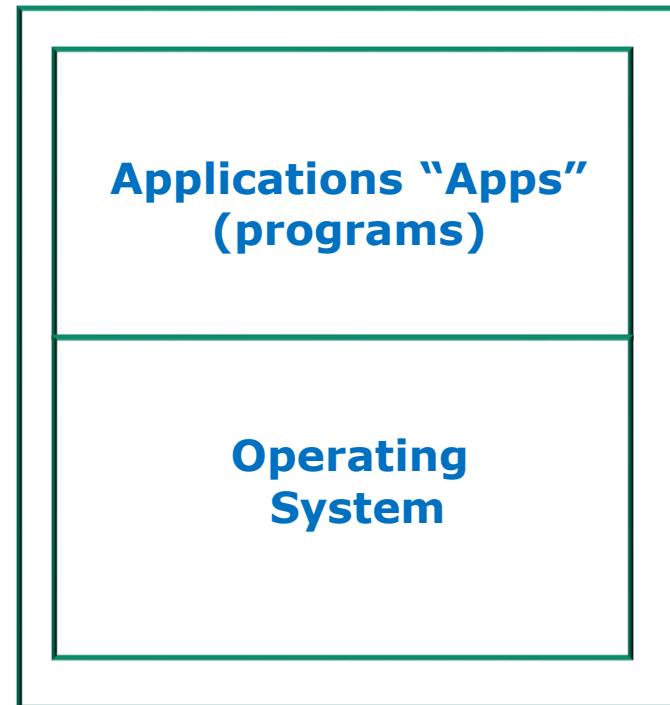 Applications “Apps”
(programs)
Operating
System